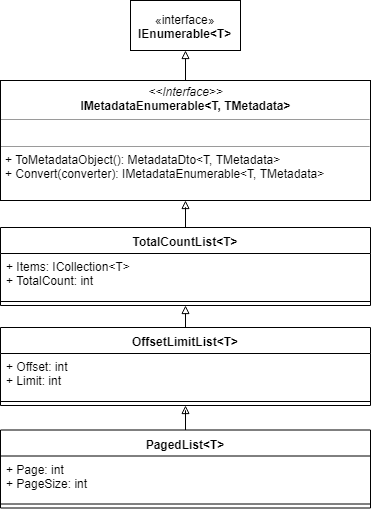 «interface»
IEnumerable<T>
<<Interface>>
IMetadataEnumerable<T, TMetadata>
+ ToMetadataObject(): MetadataDto<T, TMetadata>
+ Convert(converter): IMetadataEnumerable<T, TMetadata>
TotalCountList<T>
+ Items: ICollection<T>
+ TotalCount: int
OffsetLimitList<T>
+ Offset: int
+ Limit: int
PagedList<T>
+ Page: int
+ PageSize: int